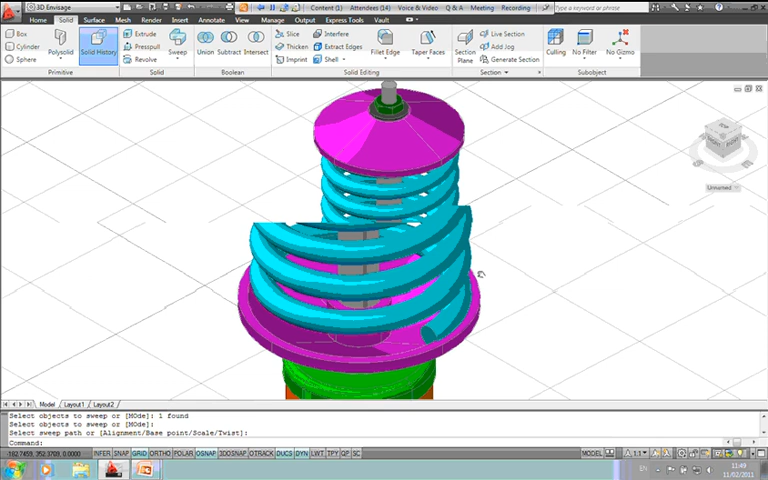 3D Envisage
Content (1) Attendees (14) Voice & Video Q & A Meeting Recording
Type a keyword or phrase
Home Solid Surface Mesh Render Insert Annotate View Manage Output Express Tools Vault
Box Cylinder Sphere Polysolid Solid History Extrude Presspull Revolve Sweep Union Subtract Intersect Slice Thicken Imprint Interfere Extract Edges Shell Fillet Edge Taper Faces Section Plane Live Section Add Jog Generate Section Culling No Filter No Gizmo
Primitive Solid Boolean Solid Editing Section Subobject
TOP
Unnamed
Model Layout1 Layout2
Select objects to sweep or [MOde]: 1 found
Select objects to sweep or [MOde]:
Select sweep path or [Alignment/Base point/Scale/Twist]:
Command:
INFER SNAP GRID ORTHO POLAR OSNAP 3DOSNAP OTRACK DUCS DYN LWT TPY QP SC MODEL 1:1
EN 11:49
11/02/2011